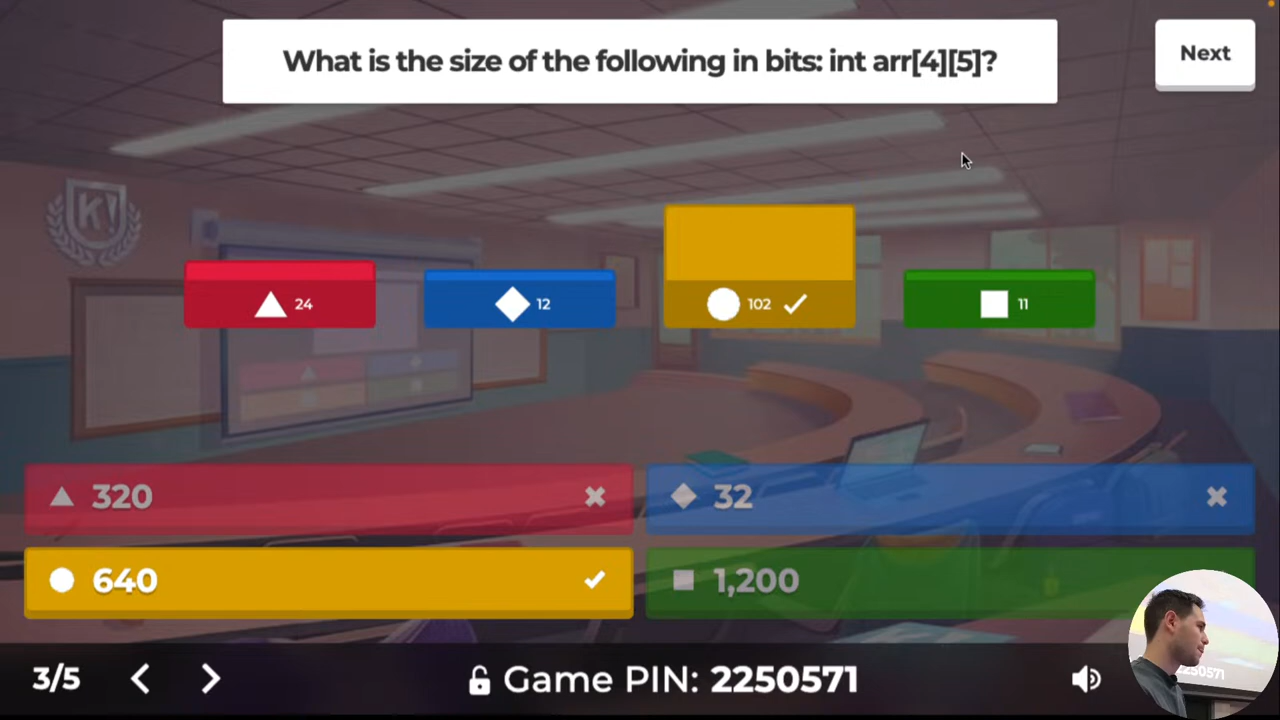 What is the size of the following in bits: int arr[4][5]?
Next
K!
24
12
102
11
320
32
640
1,200
3/5
Game PIN: 2250571
2250571